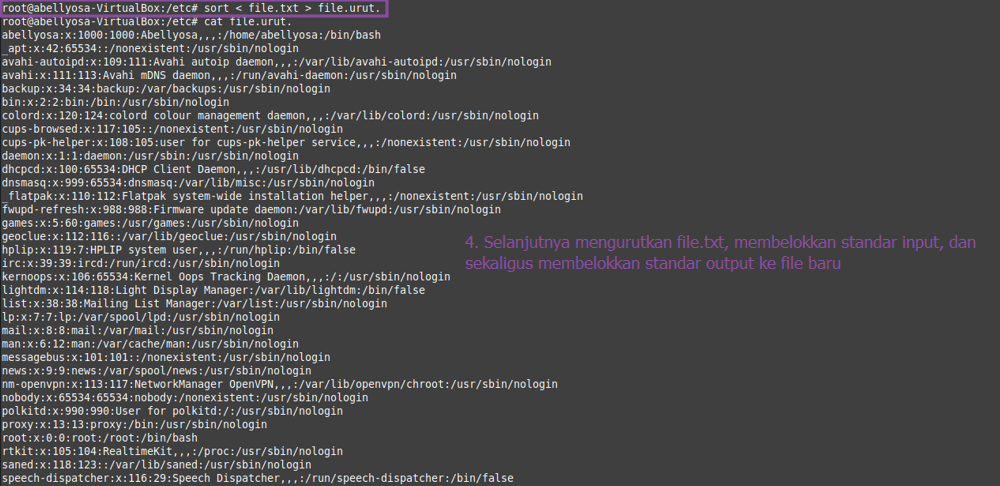 root@abellyosa-VirtualBox:/etc# sort < file.txt > file.urut.
root@abellyosa-VirtualBox:/etc# cat file.urut.
abellyosa:x:1000:1000:Abellyosa,,,:/home/abellyosa:/bin/bash
_apt:x:42:65534::/nonexistent:/usr/sbin/nologin
avahi-autoipd:x:109:111:Avahi autoip daemon,,,:/var/lib/avahi-autoipd:/usr/sbin/nologin
avahi:x:111:113:Avahi mDNS daemon,,,:/run/avahi-daemon:/usr/sbin/nologin
backup:x:34:34:backup:/var/backups:/usr/sbin/nologin
bin:x:2:2:bin:/bin:/usr/sbin/nologin
colord:x:120:124:colord colour management daemon,,,:/var/lib/colord:/usr/sbin/nologin
cups-browsed:x:117:105::/nonexistent:/usr/sbin/nologin
cups-pk-helper:x:108:105:user for cups-pk-helper service,,,:/nonexistent:/usr/sbin/nologin
daemon:x:1:1:daemon:/usr/sbin:/usr/sbin/nologin
dhcpcd:x:100:65534:DHCP Client Daemon,,,:/usr/lib/dhcpcd:/bin/false
dnsmasq:x:999:65534:dnsmasq:/var/lib/misc:/usr/sbin/nologin
_flatpak:x:110:112:Flatpak system-wide installation helper,,,:/nonexistent:/usr/sbin/nologin
fwupd-refresh:x:988:988:Firmware update daemon:/var/lib/fwupd:/usr/sbin/nologin
games:x:5:60:games:/usr/games:/usr/sbin/nologin
geoclue:x:112:116::/var/lib/geoclue:/usr/sbin/nologin
hplip:x:119:7:HPLIP system user,,,:/run/hplip:/bin/false
irc:x:39:39:ircd:/run/ircd:/usr/sbin/nologin
kernoops:x:106:65534:Kernel Oops Tracking Daemon,,,:/:/usr/sbin/nologin
lightdm:x:114:118:Light Display Manager:/var/lib/lightdm:/bin/false
list:x:38:38:Mailing List Manager:/var/list:/usr/sbin/nologin
lp:x:7:7:lp:/var/spool/lpd:/usr/sbin/nologin
mail:x:8:8:mail:/var/mail:/usr/sbin/nologin
man:x:6:12:man:/var/cache/man:/usr/sbin/nologin
messagebus:x:101:101::/nonexistent:/usr/sbin/nologin
news:x:9:9:news:/var/spool/news:/usr/sbin/nologin
nm-openvpn:x:113:117:NetworkManager OpenVPN,,,:/var/lib/openvpn/chroot:/usr/sbin/nologin
nobody:x:65534:65534:nobody:/nonexistent:/usr/sbin/nologin
polkitd:x:990:990:User for polkitd:/:/usr/sbin/nologin
proxy:x:13:13:proxy:/bin:/usr/sbin/nologin
root:x:0:0:root:/root:/bin/bash
rtkit:x:105:104:RealtimeKit,,,:/proc:/usr/sbin/nologin
saned:x:118:123::/var/lib/saned:/usr/sbin/nologin
speech-dispatcher:x:116:29:Speech Dispatcher,,,:/run/speech-dispatcher:/bin/false
4. Selanjutnya mengurutkan file.txt, membelokkan standar input, dan
sekaligus membelokkan standar output ke file baru